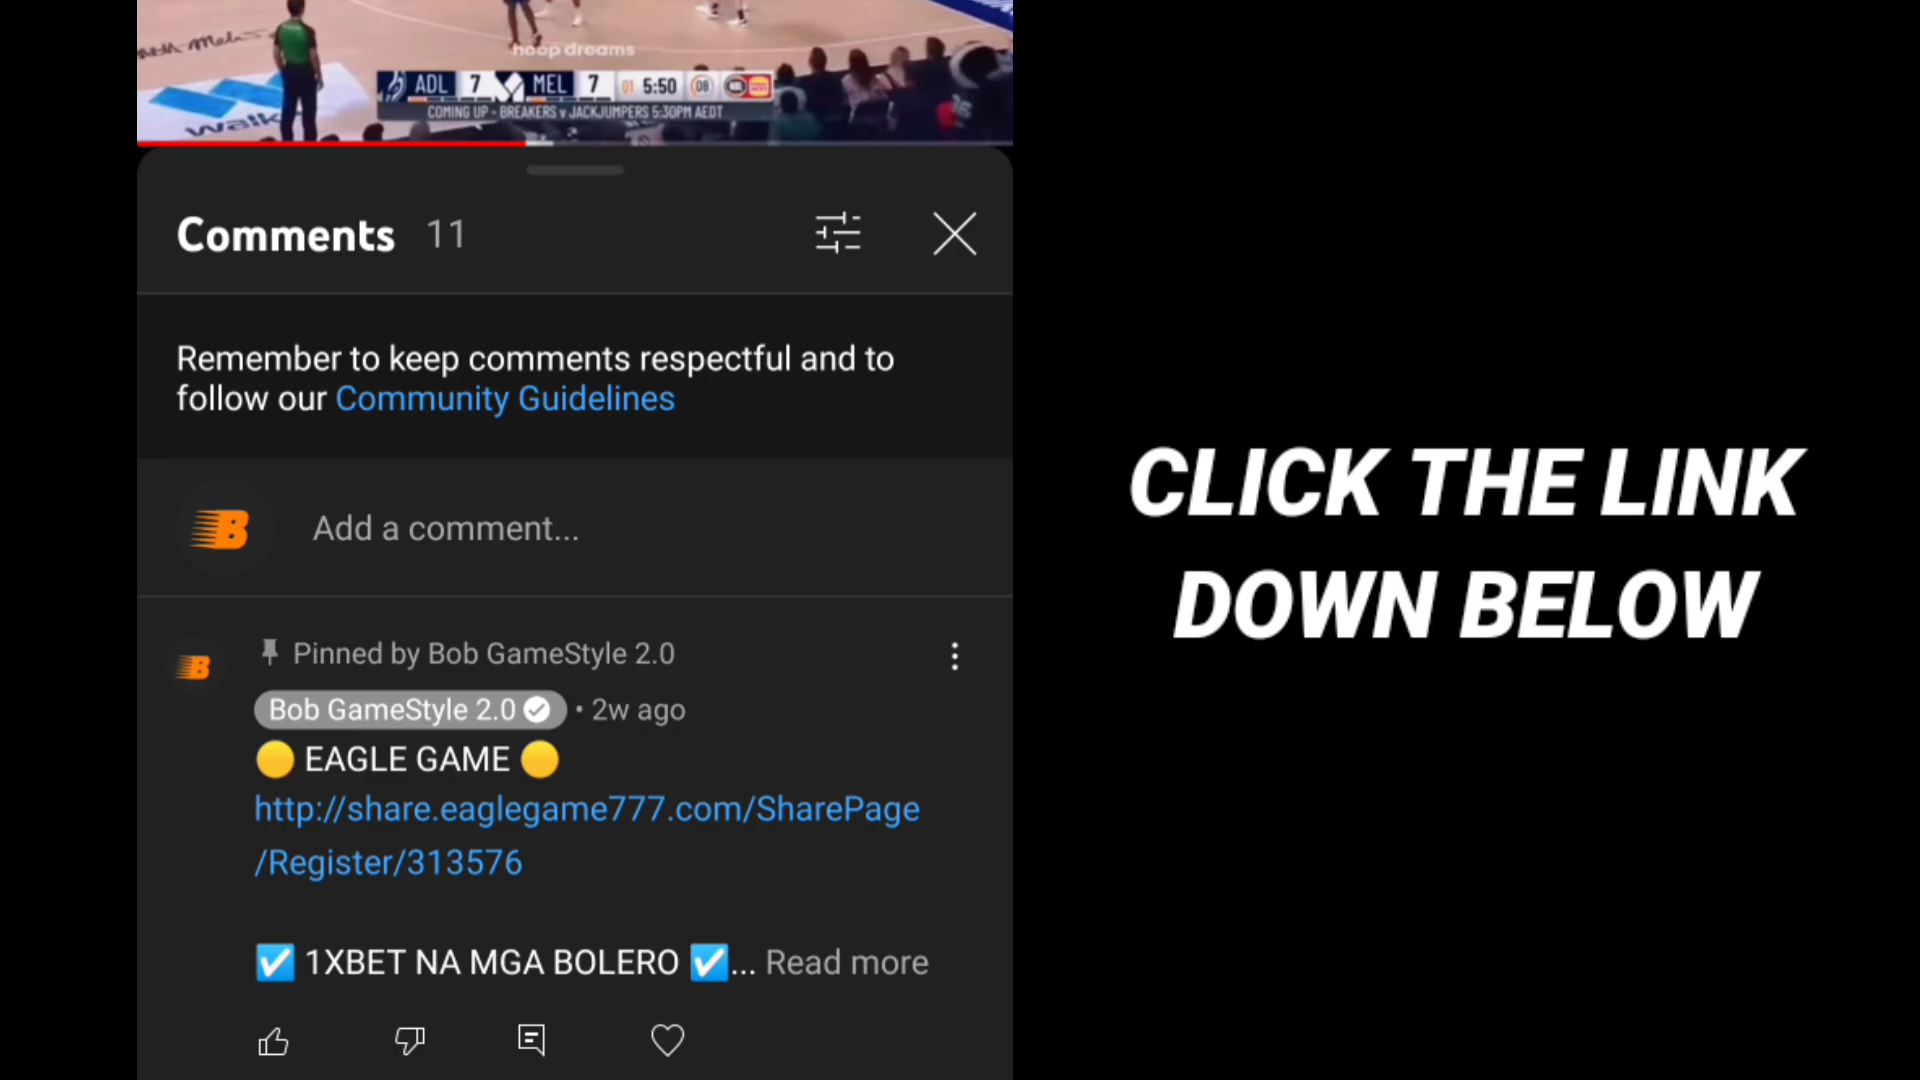 hoop dreams
ADL 7 MEL 7 01 5:50 08
COMING UP - BREAKERS v JACKJUMPERS 5:30PM AEDT
walk
Comments 11
Remember to keep comments respectful and to
follow our Community Guidelines
B Add a comment...
Pinned by Bob GameStyle 2.0
B
Bob GameStyle 2.0 • 2w ago
EAGLE GAME
http://share.eaglegame777.com/SharePage
/Register/313576
1XBET NA MGA BOLERO ... Read more
CLICK THE LINK
DOWN BELOW